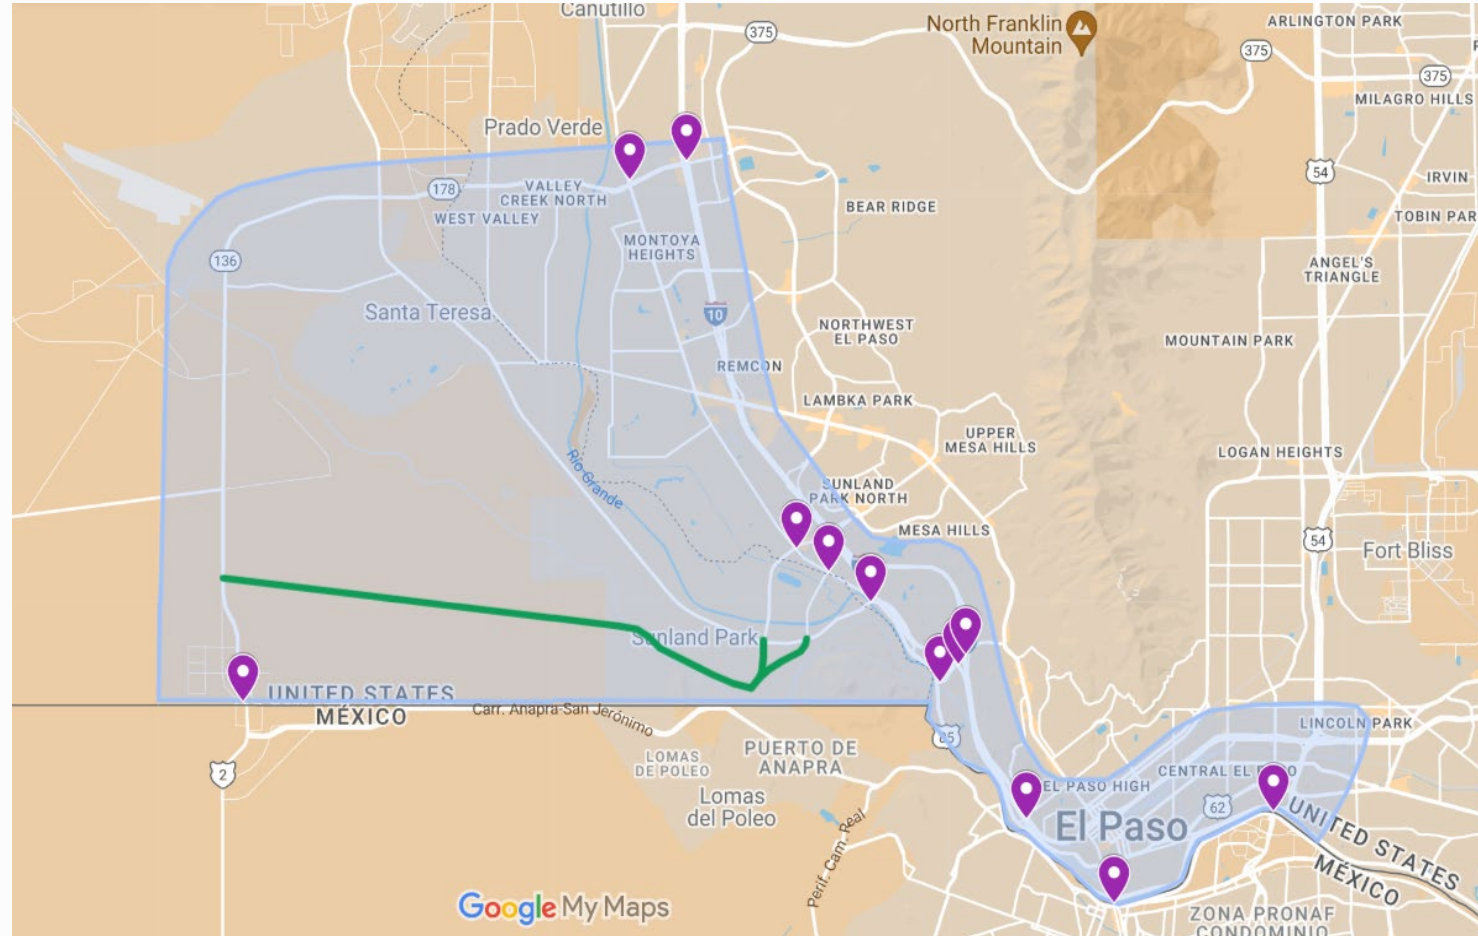 Canutillo
375
North Franklin
Mountain
ARLINGTON PARK
375
375
MILAGRO HILLS
Prado Verde
54
IRVIN
178
VALLEY
CREEK NORTH
WEST VALLEY
BEAR RIDGE
TOBIN PAR
MONTOYA
HEIGHTS
136
ANGEL'S
TRIANGLE
Santa Teresa
10
NORTHWEST
EL PASO
MOUNTAIN PARK
REMCON
LAMBKA PARK
UPPER
MESA HILLS
LOGAN HEIGHTS
Rio Grande
SUNLAND
PARK NORTH
MESA HILLS
54
Fort Bliss
Sunland Park
UNITED STATES
MÉXICO
Carr. Anapra-San Jerónimo
85
LINCOLN PARK
2
LOMAS
DE POLEO
PUERTO DE
ANAPRA
CENTRAL EL PASO
EL PASO HIGH
Lomas
del Poleo
62
El Paso
UNITED STATES
MÉXICO
Perif. Cam. Real
Google My Maps
ZONA PRONAF
CONDOMINIO